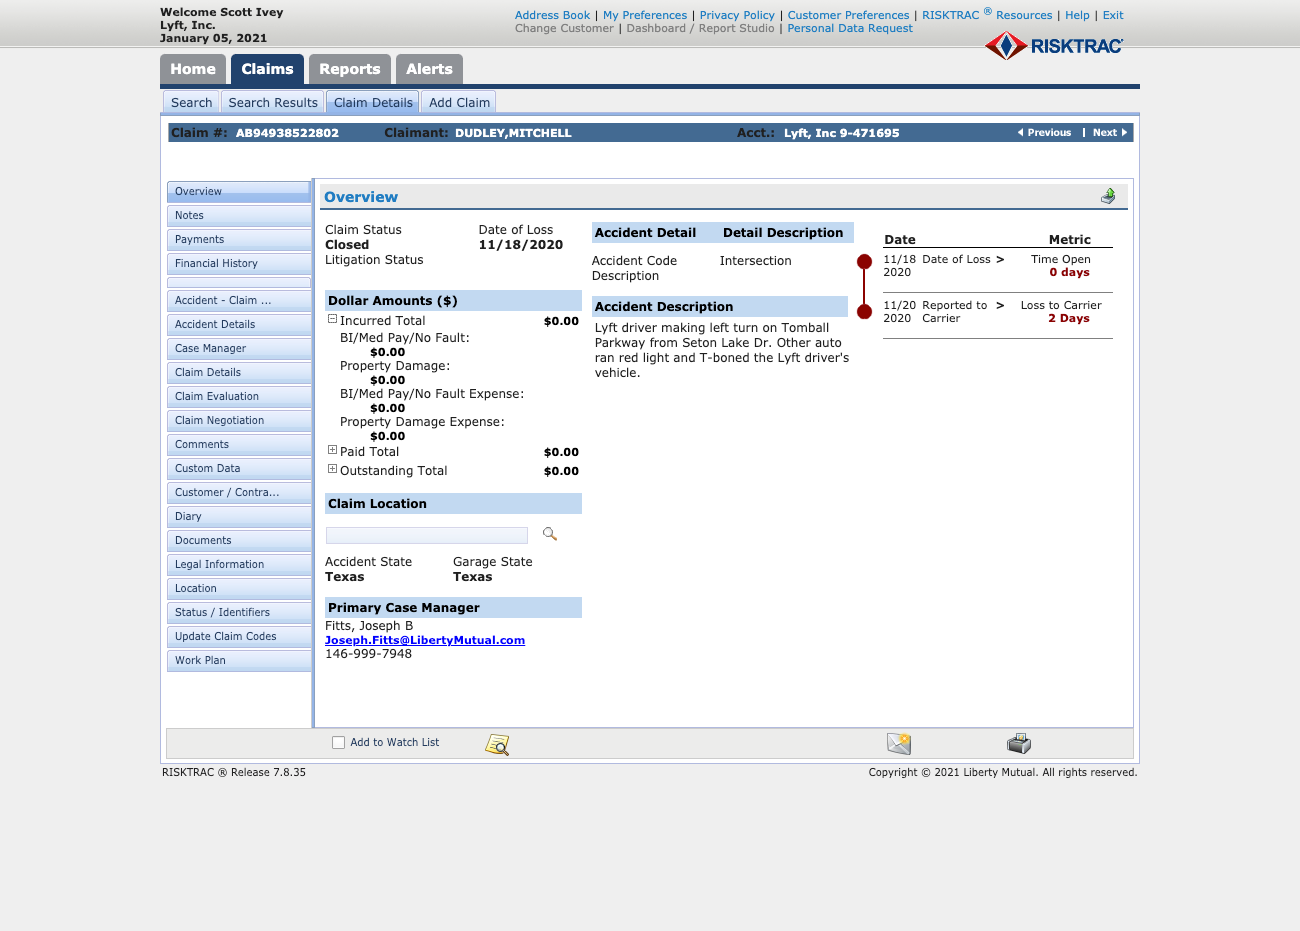 Welcome Scott Ivey
Lyft, Inc.
January 05, 2021
Address Book | My Preferences | Privacy Policy | Customer Preferences | RISKTRAC ® Resources | Help | Exit
Change Customer | Dashboard / Report Studio | Personal Data Request
RISKTRAC
Home Claims Reports Alerts
Search Search Results Claim Details Add Claim
Claim #: AB94938522802 Claimant: DUDLEY,MITCHELL Acct.: Lyft, Inc 9-471695 Previous | Next
Overview
Notes
Payments
Financial History
Accident - Claim ...
Accident Details
Case Manager
Claim Details
Claim Evaluation
Claim Negotiation
Comments
Custom Data
Customer / Contra...
Diary
Documents
Legal Information
Location
Status / Identifiers
Update Claim Codes
Work Plan
Overview
Claim Status Date of Loss
Closed 11/18/2020
Litigation Status
Dollar Amounts ($)
Incurred Total $0.00
BI/Med Pay/No Fault:
$0.00
Property Damage:
$0.00
BI/Med Pay/No Fault Expense:
$0.00
Property Damage Expense:
$0.00
Paid Total $0.00
Outstanding Total $0.00
Claim Location
Accident State Garage State
Texas Texas
Primary Case Manager
Fitts, Joseph B
Joseph.Fitts@LibertyMutual.com
146-999-7948
Accident Detail Detail Description
Accident Code Intersection
Description
Accident Description
Lyft driver making left turn on Tomball
Parkway from Seton Lake Dr. Other auto
ran red light and T-boned the Lyft driver's
vehicle.
Date Metric
11/18 Date of Loss > Time Open
2020 0 days
11/20 Reported to > Loss to Carrier
2020 Carrier 2 Days
Add to Watch List
RISKTRAC ® Release 7.8.35
Copyright © 2021 Liberty Mutual. All rights reserved.